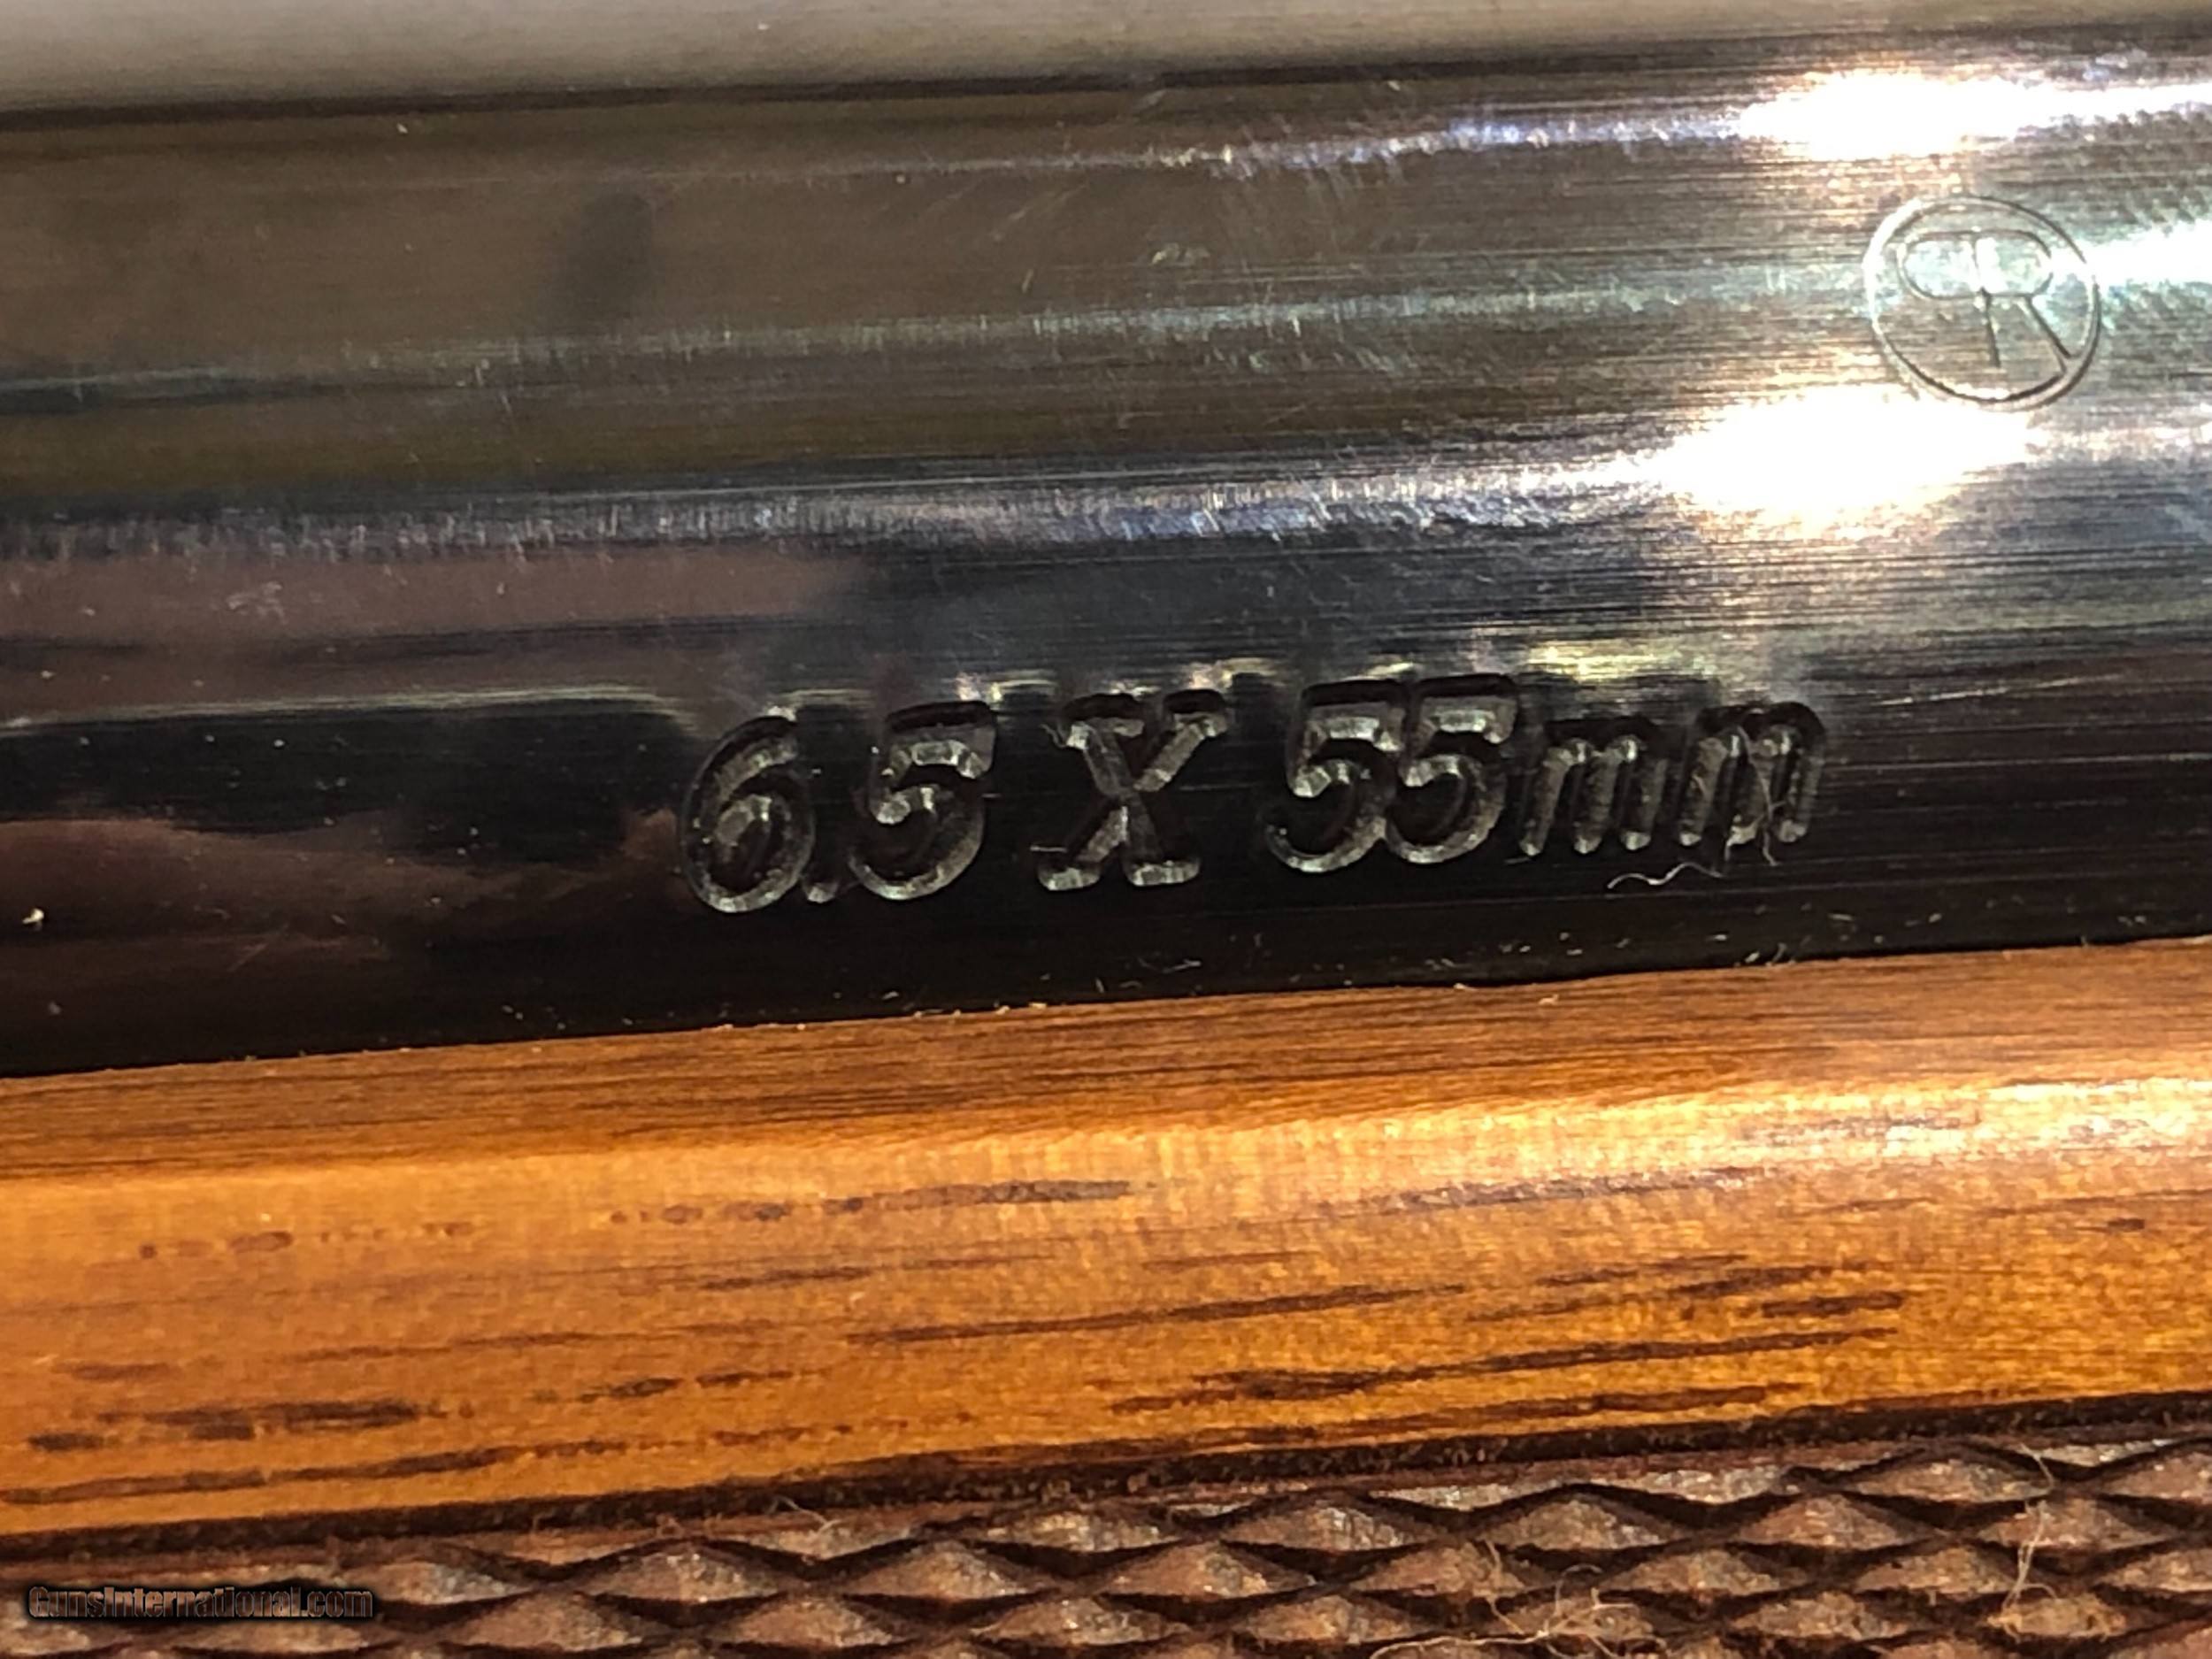 R
6.5 X 55mm
GunsInternational.com